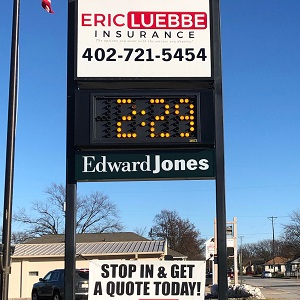 ERIC LUEBBE
INSURANCE
402-721-5454
2:29
Edward Jones
STOP IN & GET
A QUOTE TODAY!